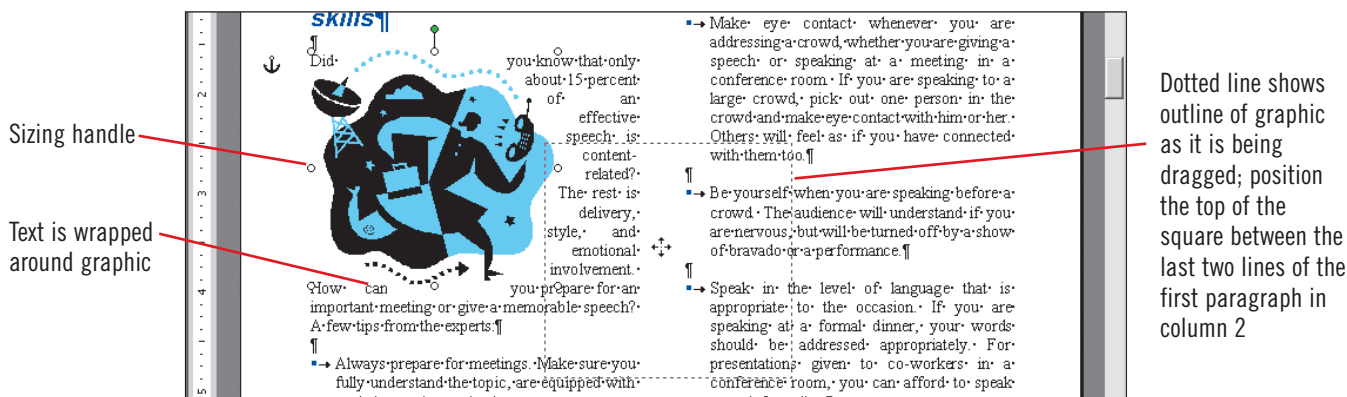 Sizing handle
Text is wrapped
around graphic
2
3
4
5
skills¶
¶
Did you know that only
about 15 percent
of an
effective
speech is
content-
related?
The rest is
delivery,
style, and
emotional
involvement.
How can you prepare for an
important meeting or give a memorable speech?
A few tips from the experts:¶
¶
Always prepare for meetings. Make sure you
fully understand the topic, are equipped with
Make eye contact whenever you are
addressing a crowd, whether you are giving a
speech or speaking at a meeting in a
conference room. If you are speaking to a
large crowd, pick out one person in the
crowd and make eye contact with him or her.
Others will feel as if you have connected
with them too.¶
¶
Be yourself when you are speaking before a
crowd. The audience will understand if you
are nervous, but will be turned off by a show
of bravado or a performance.¶
¶
Speak in the level of language that is
appropriate to the occasion. If you are
speaking at a formal dinner, your words
should be addressed appropriately. For
presentations given to co-workers in a
conference room, you can afford to speak
Dotted line shows
outline of graphic
as it is being
dragged; position
the top of the
square between the
last two lines of the
first paragraph in
column 2